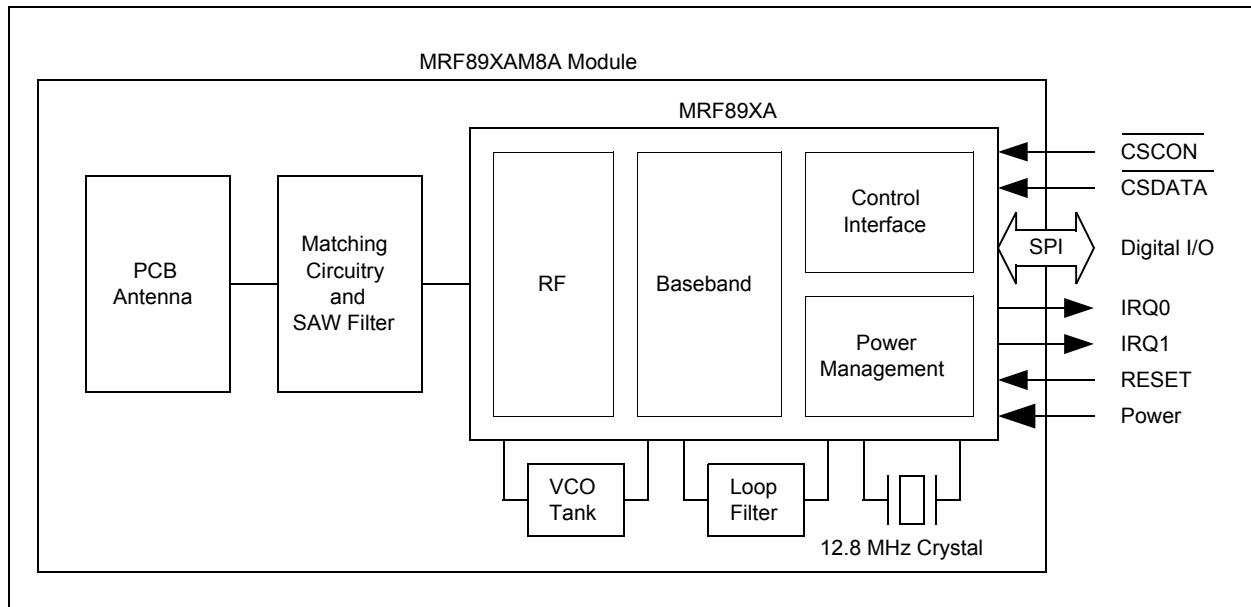 MRF89XAM8A Module
MRF89XA
PCB
Antenna
Matching
Circuitry
and
SAW Filter
RF
Baseband
Control
Interface
Power
Management
CSCON
CSDATA
SPI
Digital I/O
IRQ0
IRQ1
RESET
Power
VCO
Tank
Loop
Filter
12.8 MHz Crystal